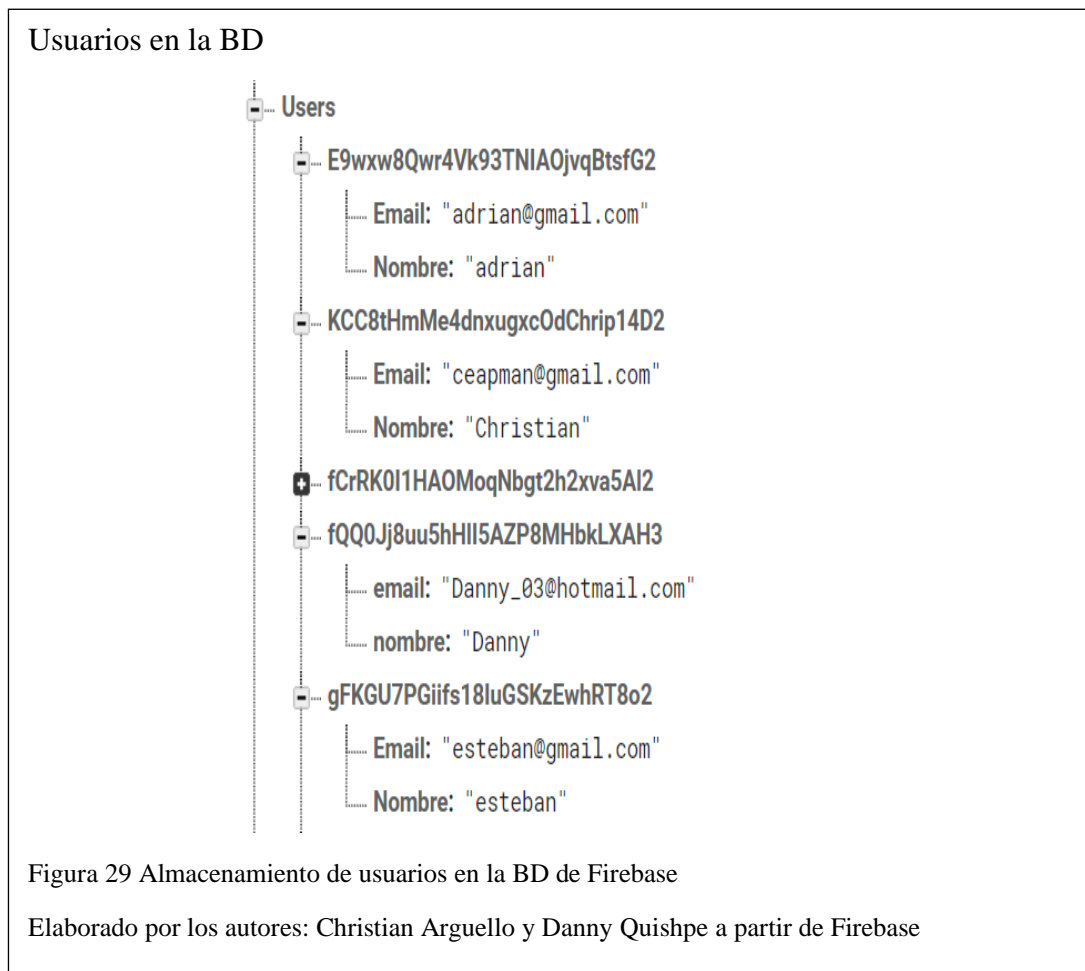 Usuarios en la BD
Users
E9wxw8Qwr4Vk93TNIAOjvqBtsfG2
Email: "adrian@gmail.com"
Nombre: "adrian"
KCC8tHmMe4dnxugxcOdChrip14D2
Email: "ceapman@gmail.com"
Nombre: "Christian"
fCrRK0I1HAOMoqNbgt2h2xva5AI2
fQQ0Jj8uu5hHII5AZP8MHbkLXAH3
email: "Danny_03@hotmail.com"
nombre: "Danny"
gFKGU7PGiifs18IuGSKzEwhRT8o2
Email: "esteban@gmail.com"
Nombre: "esteban"
Figura 29 Almacenamiento de usuarios en la BD de Firebase
Elaborado por los autores: Christian Arguello y Danny Quishpe a partir de Firebase